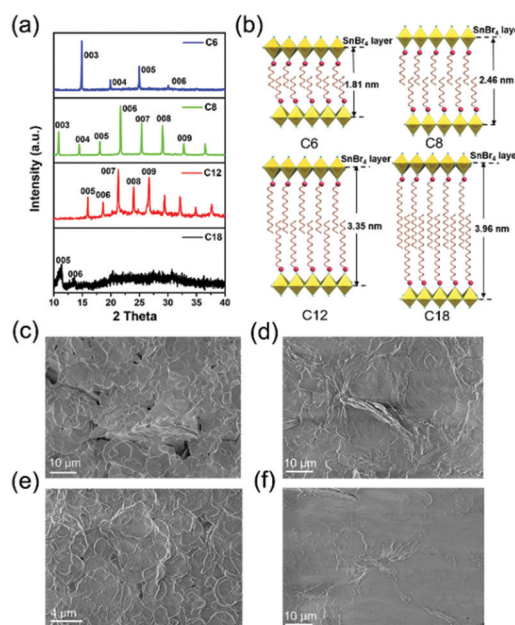 (a)
C6
003
004
005
006
C8
003
004
005
006
007
008
009
C12
005
006
007
008
009
C18
005
006
Intensity (a.u.)
10 15 20 25 30 35 40
2 Theta
(b)
SnBr4 layer
1.81 nm
C6
SnBr4 layer
2.46 nm
C8
SnBr4 layer
3.35 nm
C12
SnBr4 layer
3.96 nm
C18
(c)
10 μm
(d)
10 μm
(e)
4 μm
(f)
10 μm